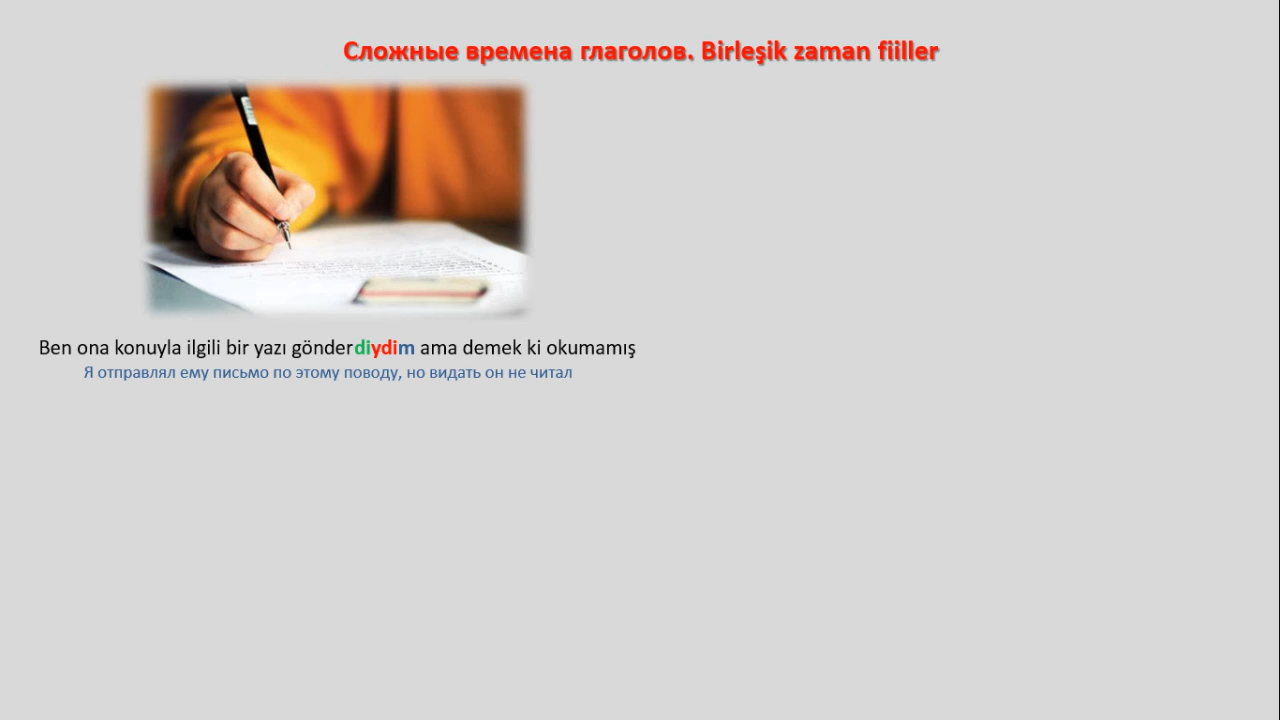 Сложные времена глаголов. Birleşik zaman fiiller
Ben ona konuyla ilgili bir yazı gönderdiydim ama demek ki okumamış
Я отправлял ему письмо по этому поводу, но видать он не читал